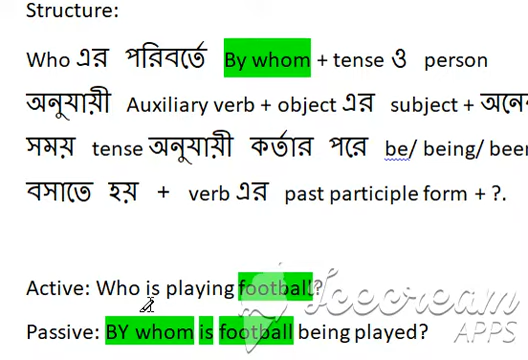 Structure:
Who এর পরিবর্তে By whom + tense ও person
অনুযায়ী Auxiliary verb + object এর subject + অনেক
সময় tense অনুযায়ী কর্তার পরে be/ being/ been
বসাতে হয় + verb এর past participle form + ?.
Active: Who is playing football?
Passive: BY whom is football being played?
Icecream
APPS